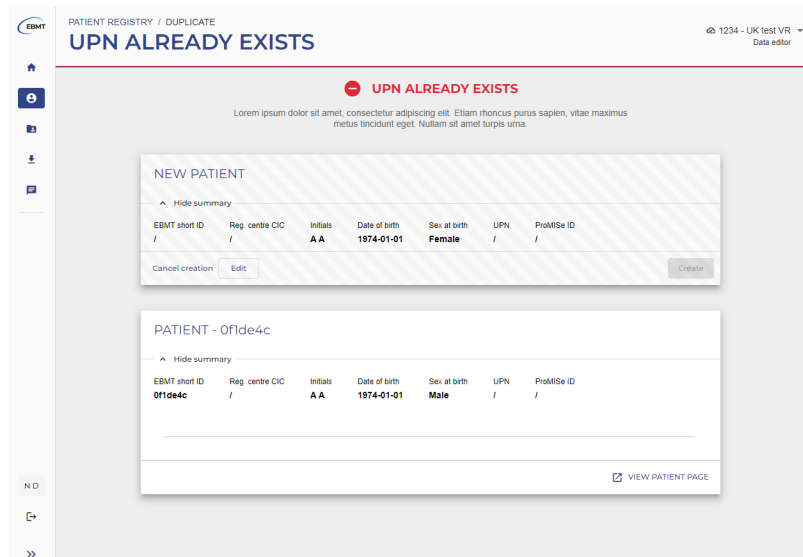 EBMT
PATIENT REGISTRY / DUPLICATE
UPN ALREADY EXISTS
1234 - UK test VR
Data editor
UPN ALREADY EXISTS
Lorem ipsum dolor sit amet, consectetur adipiscing elit. Etiam rhoncus purus sapien, vitae maximus
metus tincidunt eget. Nullam sit amet turpis urna.
NEW PATIENT
Hide summary
EBMT short ID Reg. centre CIC Initials Date of birth Sex at birth UPN ProMISe ID
/ / A A 1974-01-01 Female / /
Cancel creation Edit Create
PATIENT - 0f1de4c
Hide summary
EBMT short ID Reg. centre CIC Initials Date of birth Sex at birth UPN ProMISe ID
0f1de4c / A A 1974-01-01 Male / /
VIEW PATIENT PAGE
N D